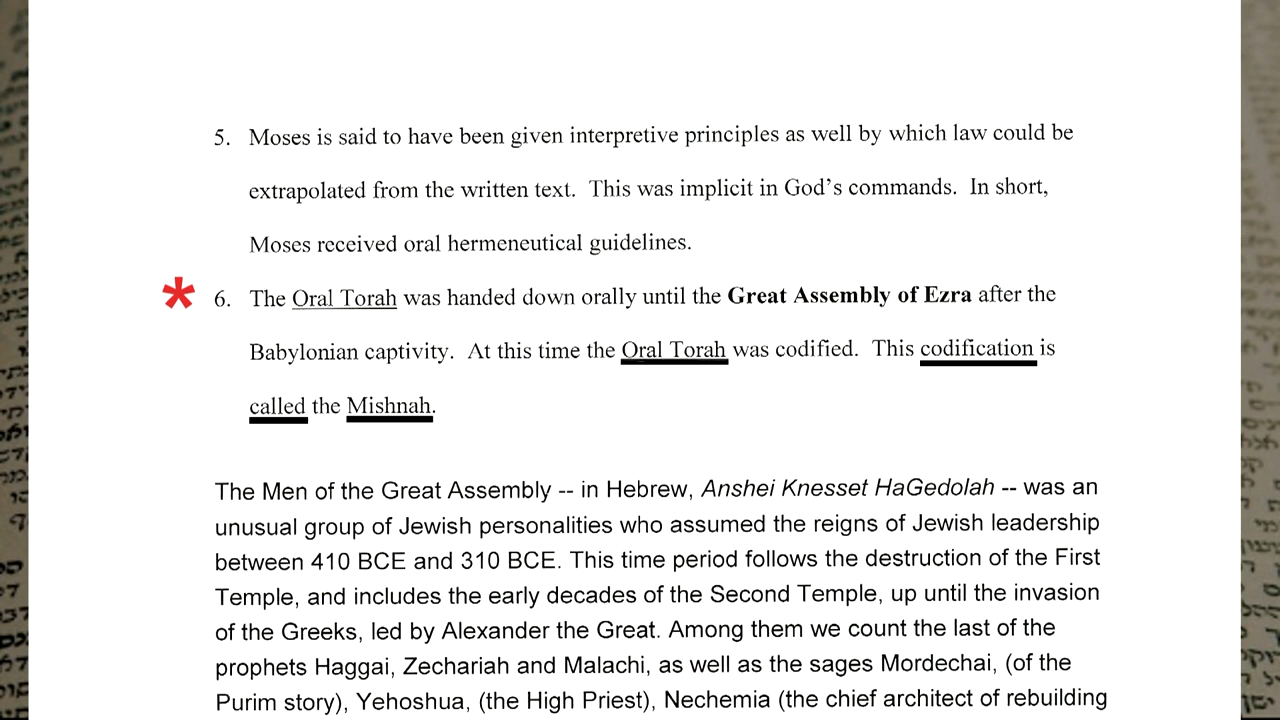 5. Moses is said to have been given interpretive principles as well by which law could be
extrapolated from the written text. This was implicit in God’s commands. In short,
Moses received oral hermeneutical guidelines.
* 6. The Oral Torah was handed down orally until the Great Assembly of Ezra after the
Babylonian captivity. At this time the Oral Torah was codified. This codification is
called the Mishnah.
The Men of the Great Assembly -- in Hebrew, Anshei Knesset HaGedolah -- was an
unusual group of Jewish personalities who assumed the reigns of Jewish leadership
between 410 BCE and 310 BCE. This time period follows the destruction of the First
Temple, and includes the early decades of the Second Temple, up until the invasion
of the Greeks, led by Alexander the Great. Among them we count the last of the
prophets Haggai, Zechariah and Malachi, as well as the sages Mordechai, (of the
Purim story), Yehoshua, (the High Priest), Nechemia (the chief architect of rebuilding